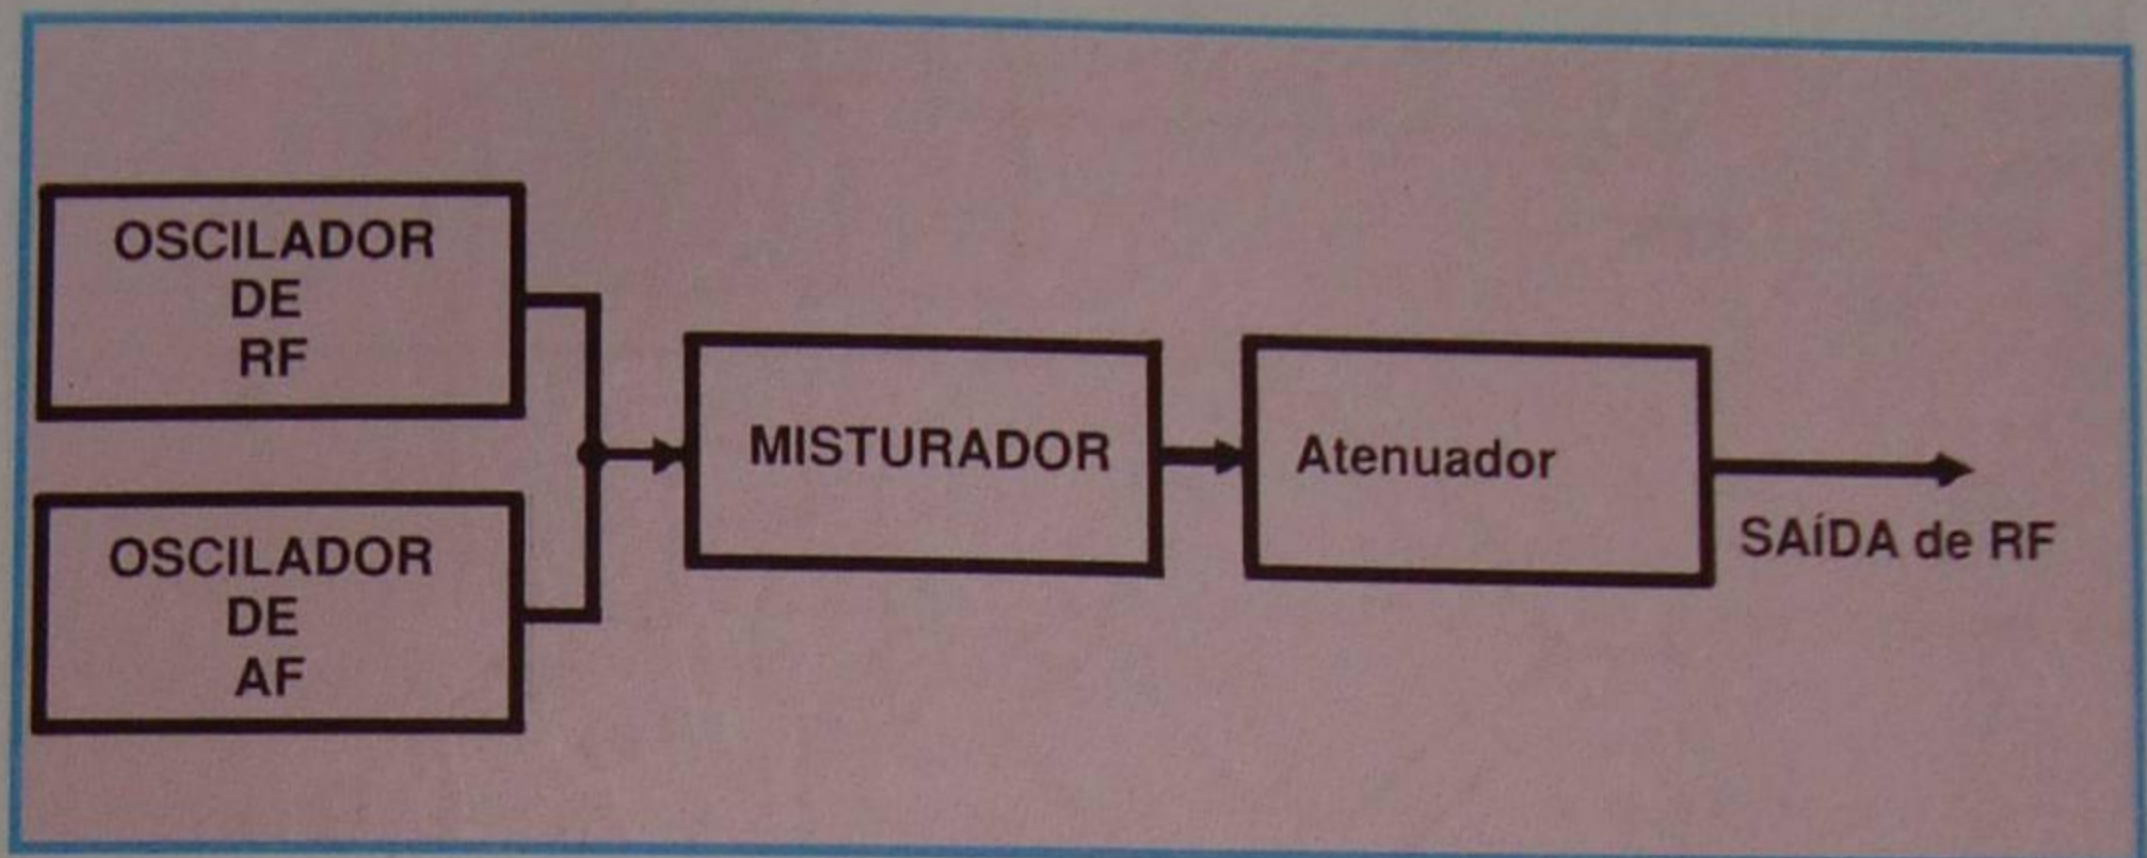 OSCILADOR
DE
RF
OSCILADOR
DE
AF
MISTURADOR
Atenuador
SAÍDA de RF